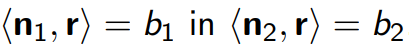 ⟨𝐧₁, 𝐫⟩ = b₁ in ⟨𝐧₂, 𝐫⟩ = b₂